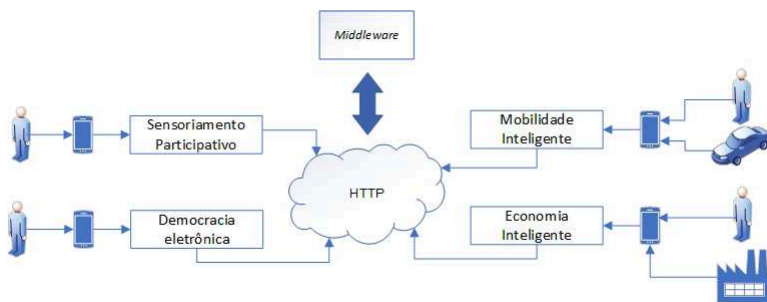 Middleware
Sensoriamento
Participativo
Mobilidade
Inteligente
HTTP
Democracia
eletrônica
Economia
Inteligente